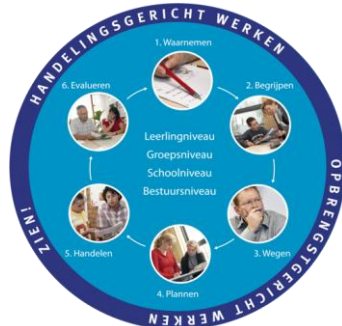 HANDELINGSGERICHT WERKEN
OPBRENGSTGERICHT WERKEN
ZIEN!
1. Waarnemen
2. Begrijpen
3. Wegen
4. Plannen
5. Handelen
6. Evalueren
Leerlingniveau
Groepsniveau
Schoolniveau
Bestuursniveau